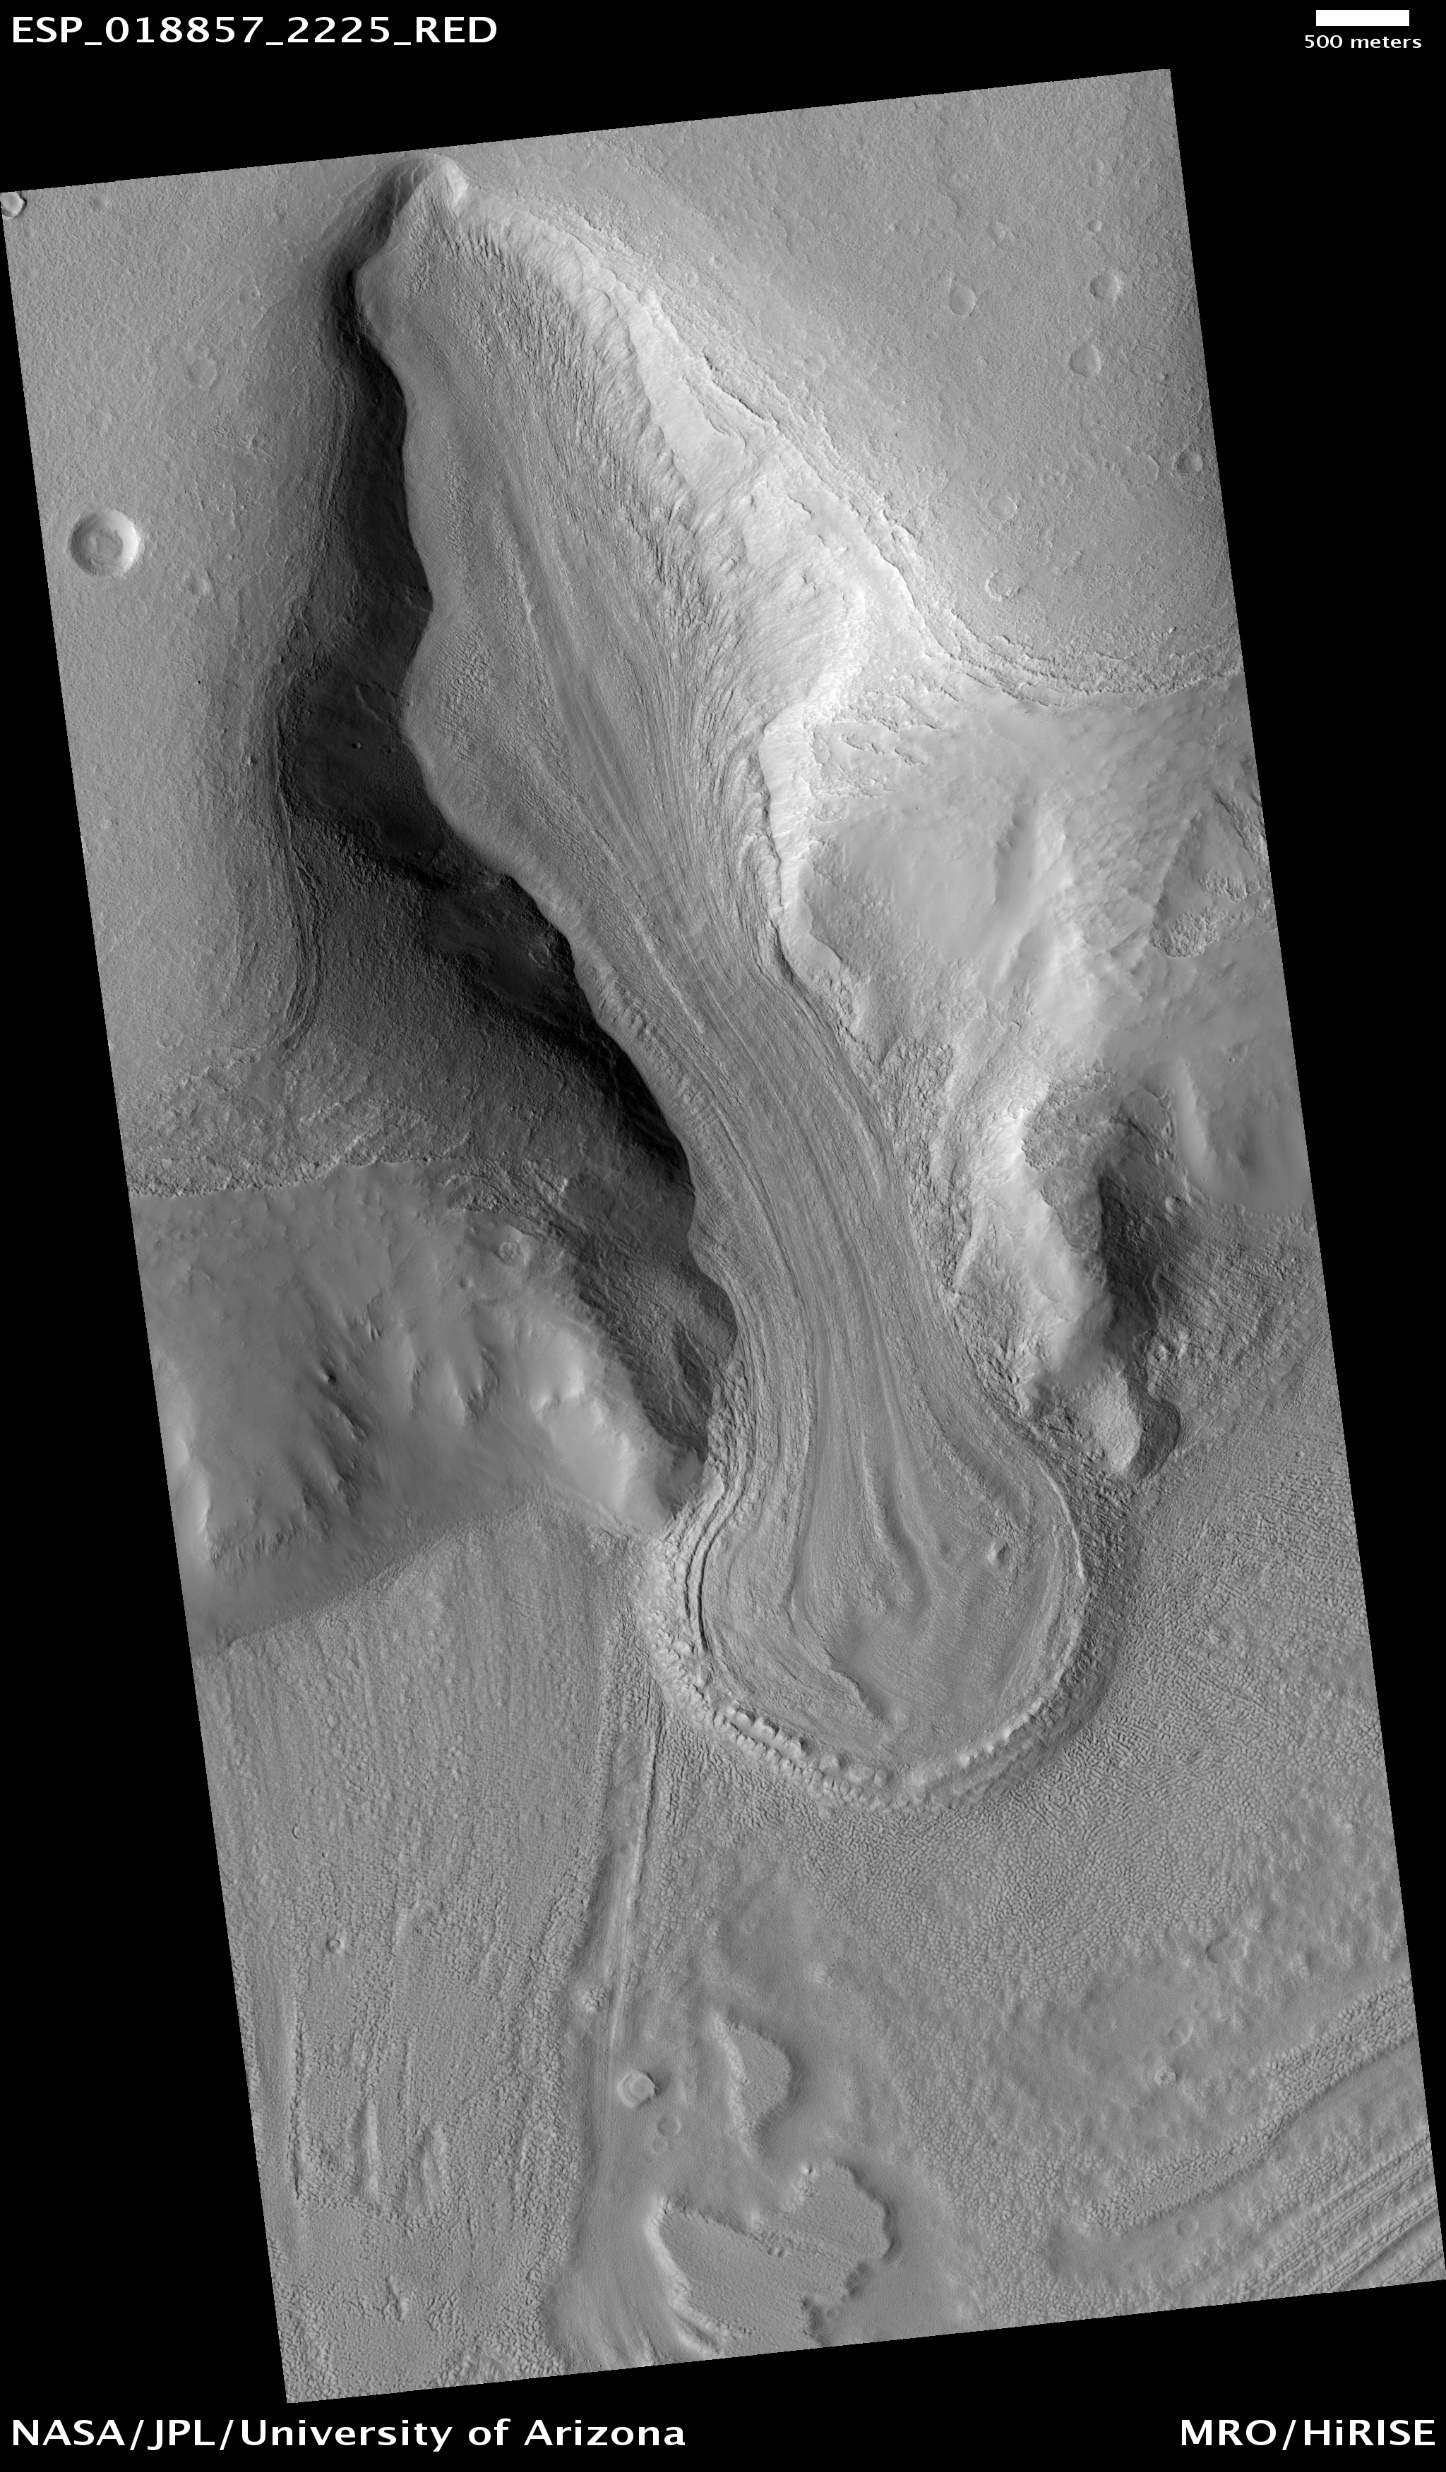 ESP_018857_2225_RED
500 meters
NASA/JPL/University of Arizona
MRO/HiRISE